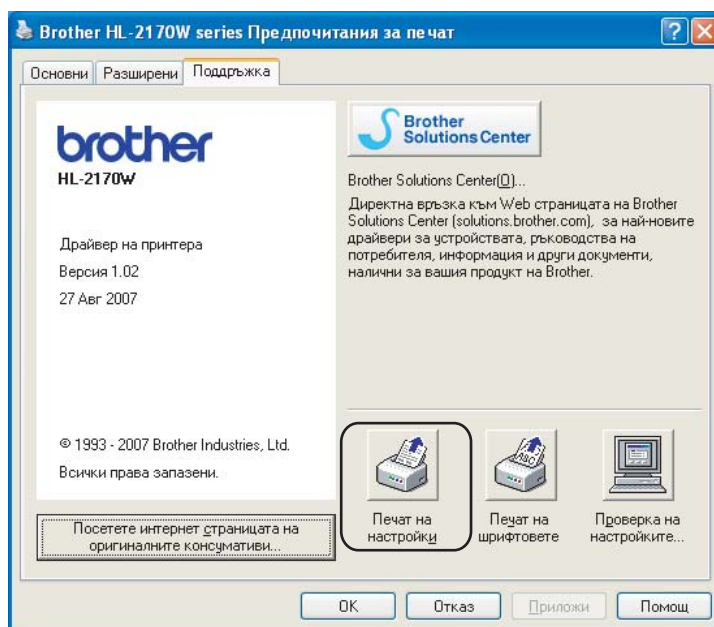 Brother HL-2170W series Предпочитания за печат
Основни Разширени Поддръжка
brother
HL-2170W
Драйвер на принтера
Версия 1.02
27 Авг 2007
© 1993 - 2007 Brother Industries, Ltd.
Всички права запазени.
Посетете интернет страницата на
оригиналните консумативи...
Brother
Solutions Center
Brother Solutions Center(O)...
Директна връзка към Web страницата на Brother
Solutions Center (solutions.brother.com), за най-новите
драйвери за устройствата, ръководства на
потребителя, информация и други документи,
налични за вашия продукт на Brother.
ABC
Печат на
настройки
Печат на
шрифтовете
Проверка на
настройките...
OK Отказ Приложи Помощ